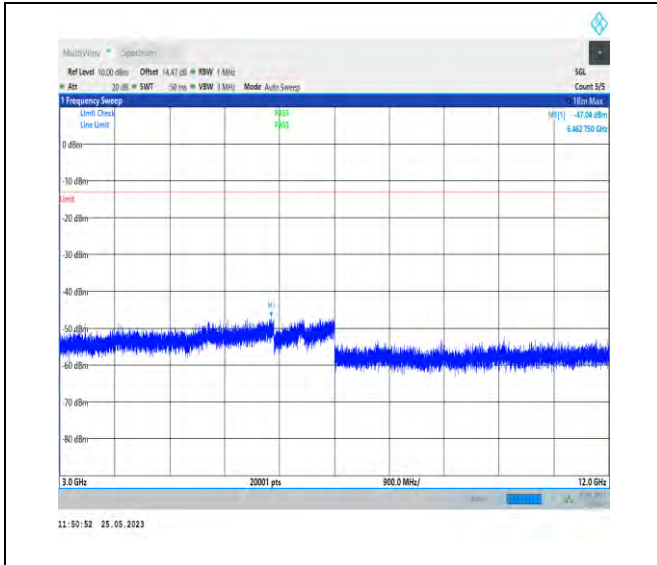 MultiView Spectrum
Ref Level 10.00 dBm Offset 14.47 dB RBW 1 MHz SGL
Att 20 dB SWT 50 ms VBW 3 MHz Mode Auto Sweep Count 5/5
1 Frequency Sweep 1Rm Max
Limit Check PASS M1[1] -47.04 dBm
Line Limit PASS 6.462 750 GHz
0 dBm
-10 dBm
Limit
-20 dBm
-30 dBm
-40 dBm
M1
-50 dBm
-60 dBm
-70 dBm
-80 dBm
3.0 GHz 20001 pts 900.0 MHz/ 12.0 GHz
11:50:52 25.05.2023